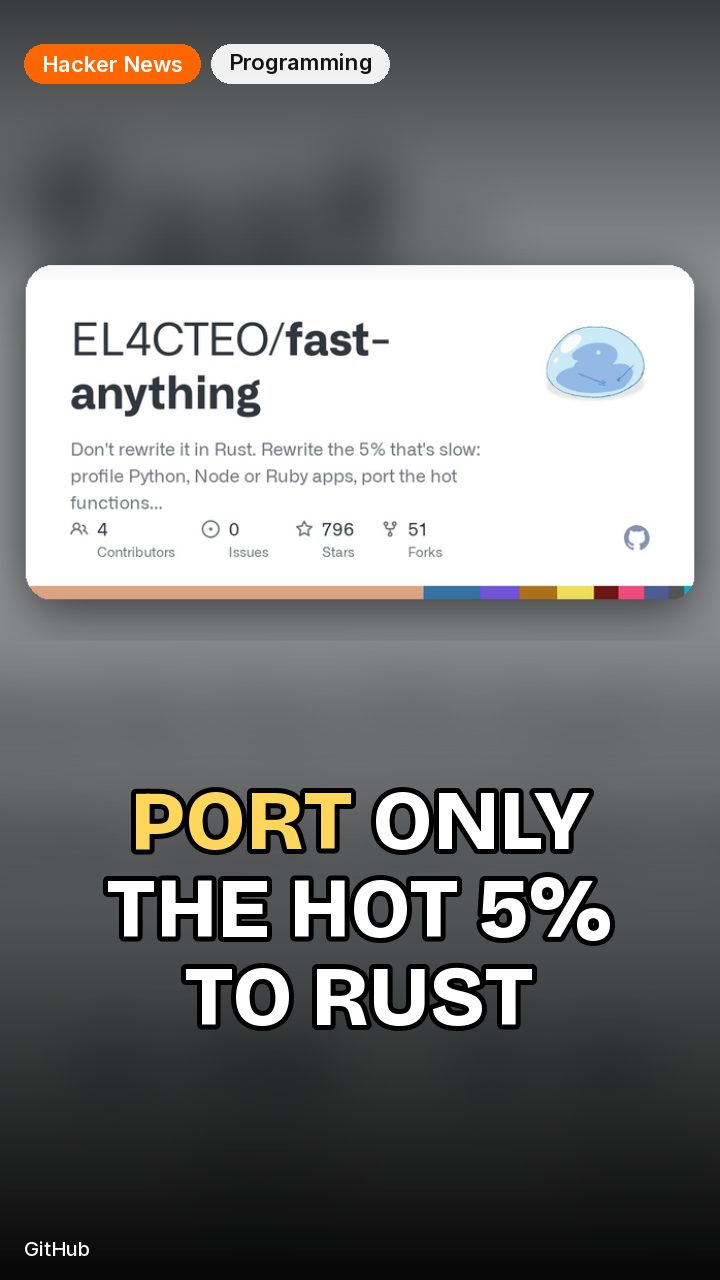 Hacker News
Programming
EL4CTEO/fast-
anything
Don't rewrite it in Rust. Rewrite the 5% that's slow:
profile Python, Node or Ruby apps, port the hot
functions...
4
Contributors
0
Issues
796
Stars
51
Forks
PORT ONLY
THE HOT 5%
TO RUST
GitHub